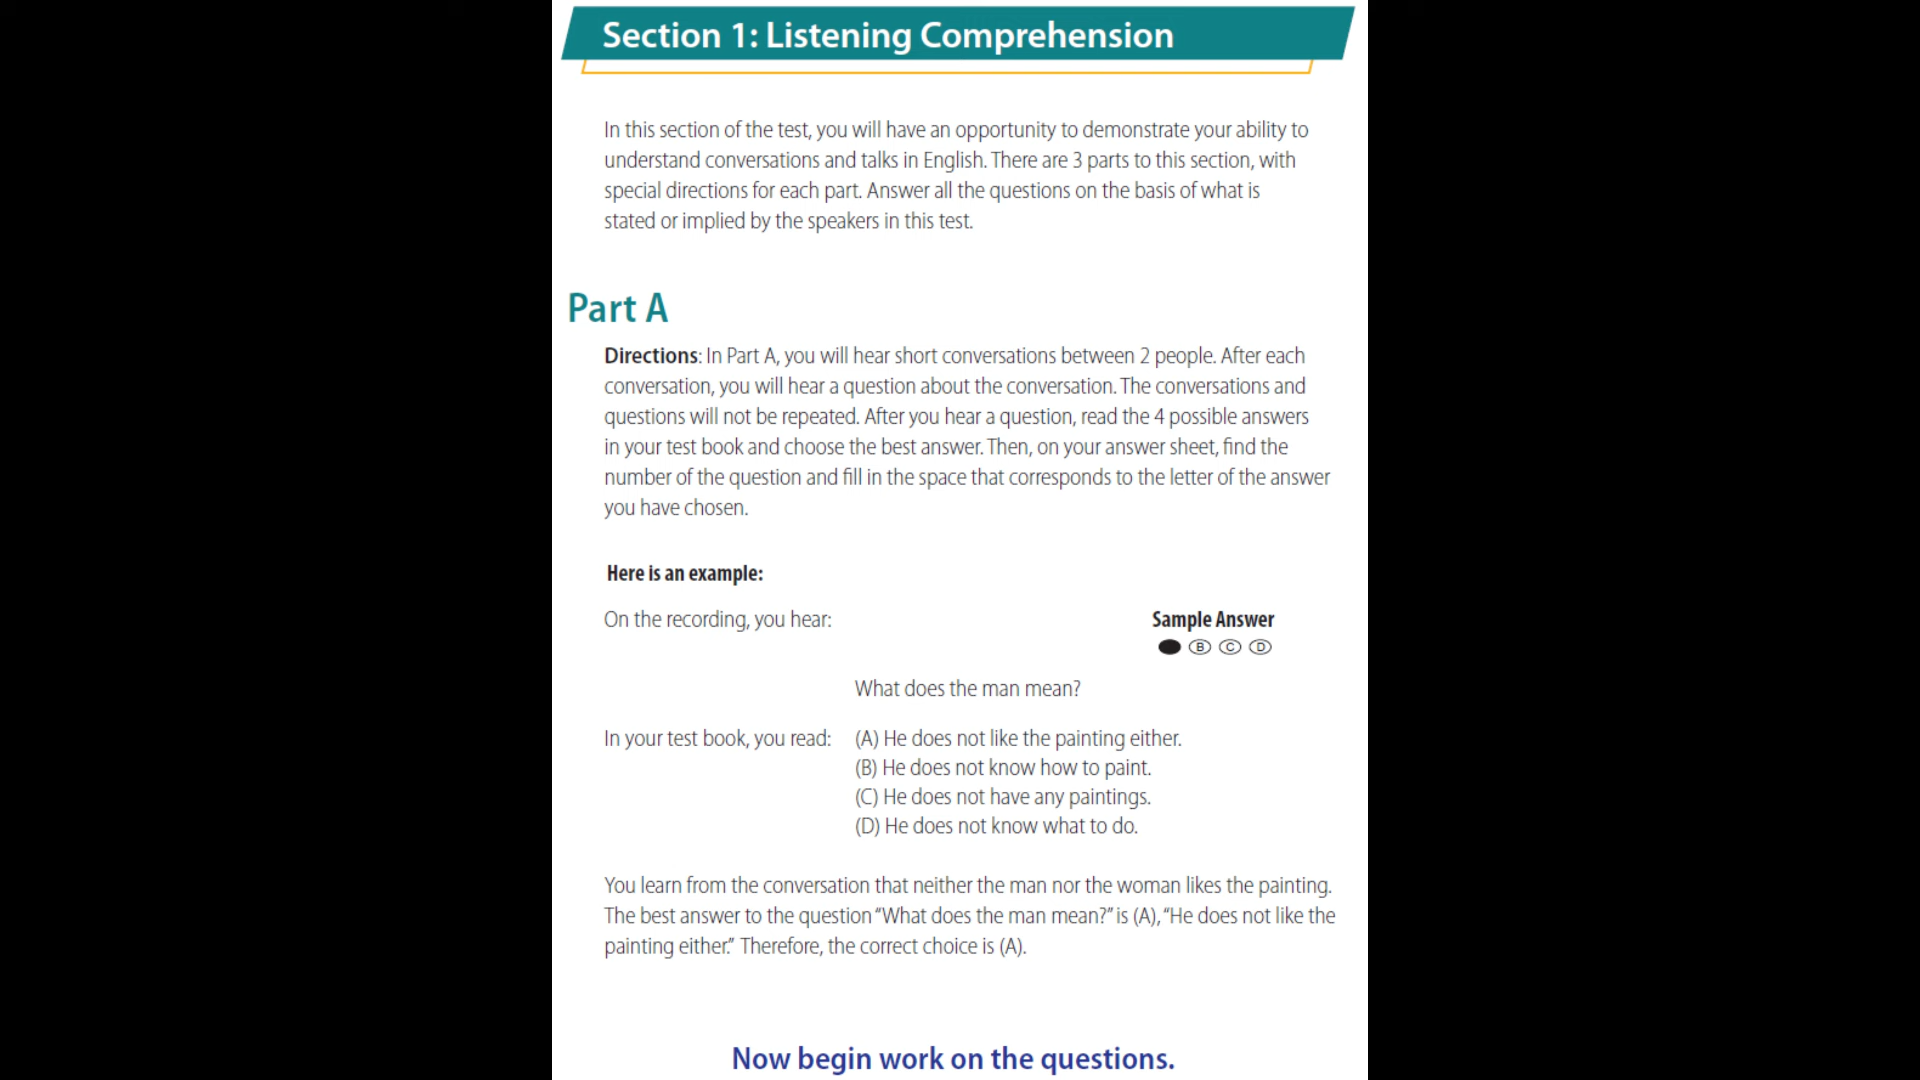 Section 1: Listening Comprehension
In this section of the test, you will have an opportunity to demonstrate your ability to
understand conversations and talks in English. There are 3 parts to this section, with
special directions for each part. Answer all the questions on the basis of what is
stated or implied by the speakers in this test.
Part A
Directions: In Part A, you will hear short conversations between 2 people. After each
conversation, you will hear a question about the conversation. The conversations and
questions will not be repeated. After you hear a question, read the 4 possible answers
in your test book and choose the best answer. Then, on your answer sheet, find the
number of the question and fill in the space that corresponds to the letter of the answer
you have chosen.
Here is an example:
On the recording, you hear:
Sample Answer
B C D
What does the man mean?
In your test book, you read: (A) He does not like the painting either.
(B) He does not know how to paint.
(C) He does not have any paintings.
(D) He does not know what to do.
You learn from the conversation that neither the man nor the woman likes the painting.
The best answer to the question “What does the man mean?” is (A), “He does not like the
painting either.” Therefore, the correct choice is (A).
Now begin work on the questions.